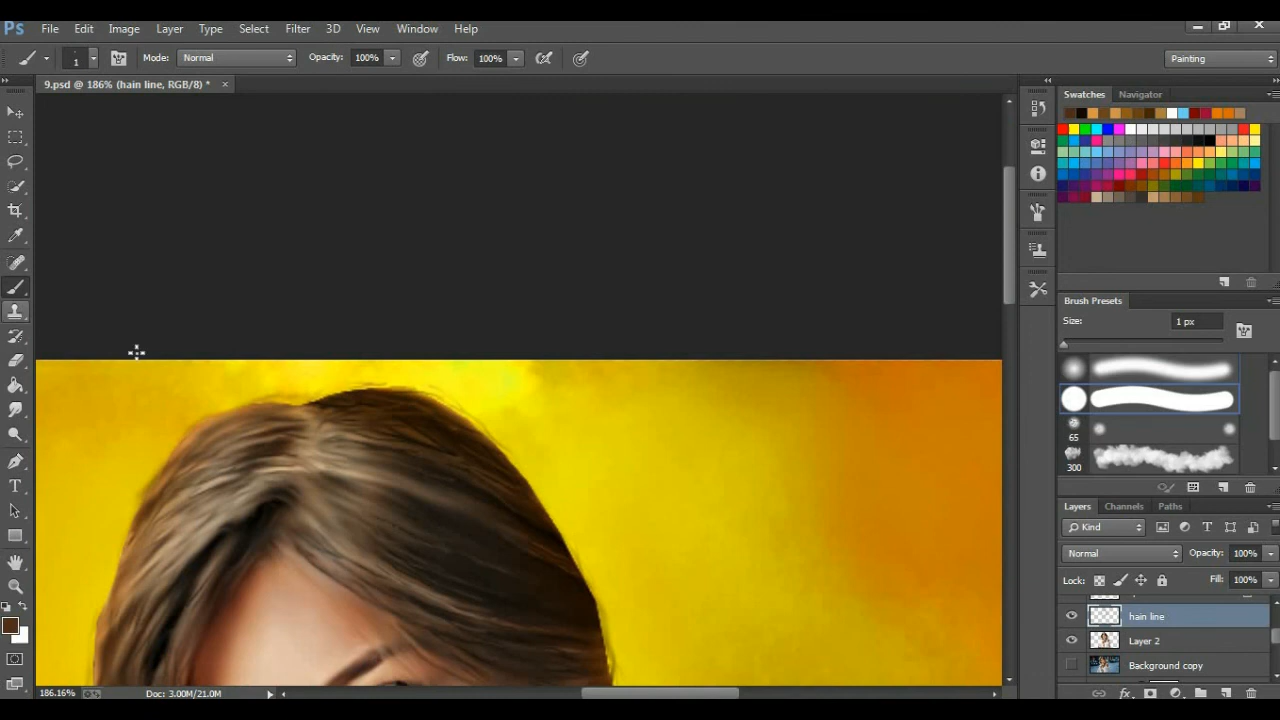 Ps File Edit Image Layer Type Select Filter 3D View Window Help
1 Mode: Normal Opacity: 100% Flow: 100% Painting
9.psd @ 186% (hain line, RGB/8) * ×
Swatches Navigator
Brush Presets
Size: 1 px
65
300
Layers Channels Paths
Kind
Normal Opacity: 100%
Lock: Fill: 100%
hain line
Layer 2
Background copy
186.16% Doc: 3.00M/21.0M